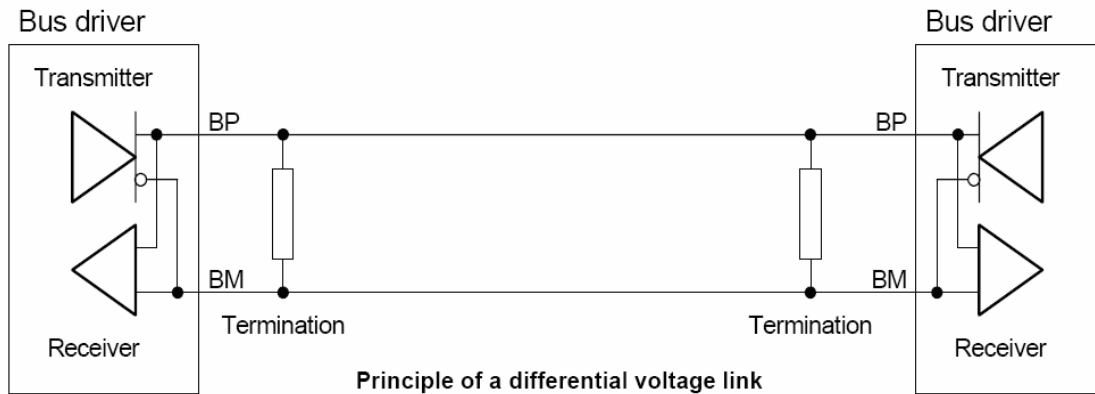 Bus driver
Bus driver
Transmitter
Transmitter
BP
BP
BM
BM
Termination
Termination
Receiver
Receiver
Principle of a differential voltage link